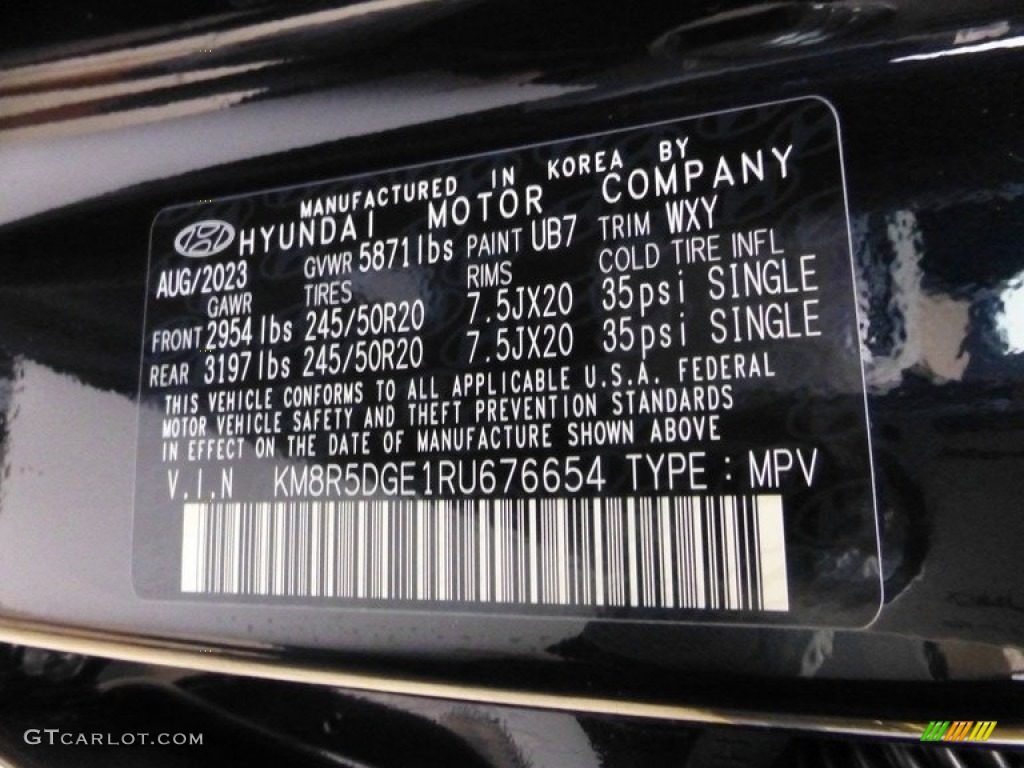 MANUFACTURED IN KOREA BY
HYUNDAI MOTOR COMPANY
AUG/2023 GVWR 5871 lbs PAINT UB7 TRIM WXY
GAWR TIRES RIMS COLD TIRE INFL
FRONT 2954 lbs 245/50R20 7.5JX20 35psi SINGLE
REAR 3197 lbs 245/50R20 7.5JX20 35psi SINGLE
THIS VEHICLE CONFORMS TO ALL APPLICABLE U.S.A. FEDERAL
MOTOR VEHICLE SAFETY AND THEFT PREVENTION STANDARDS
IN EFFECT ON THE DATE OF MANUFACTURE SHOWN ABOVE
V.I.N KM8R5DGE1RU676654 TYPE : MPV
GTCARLOT.COM